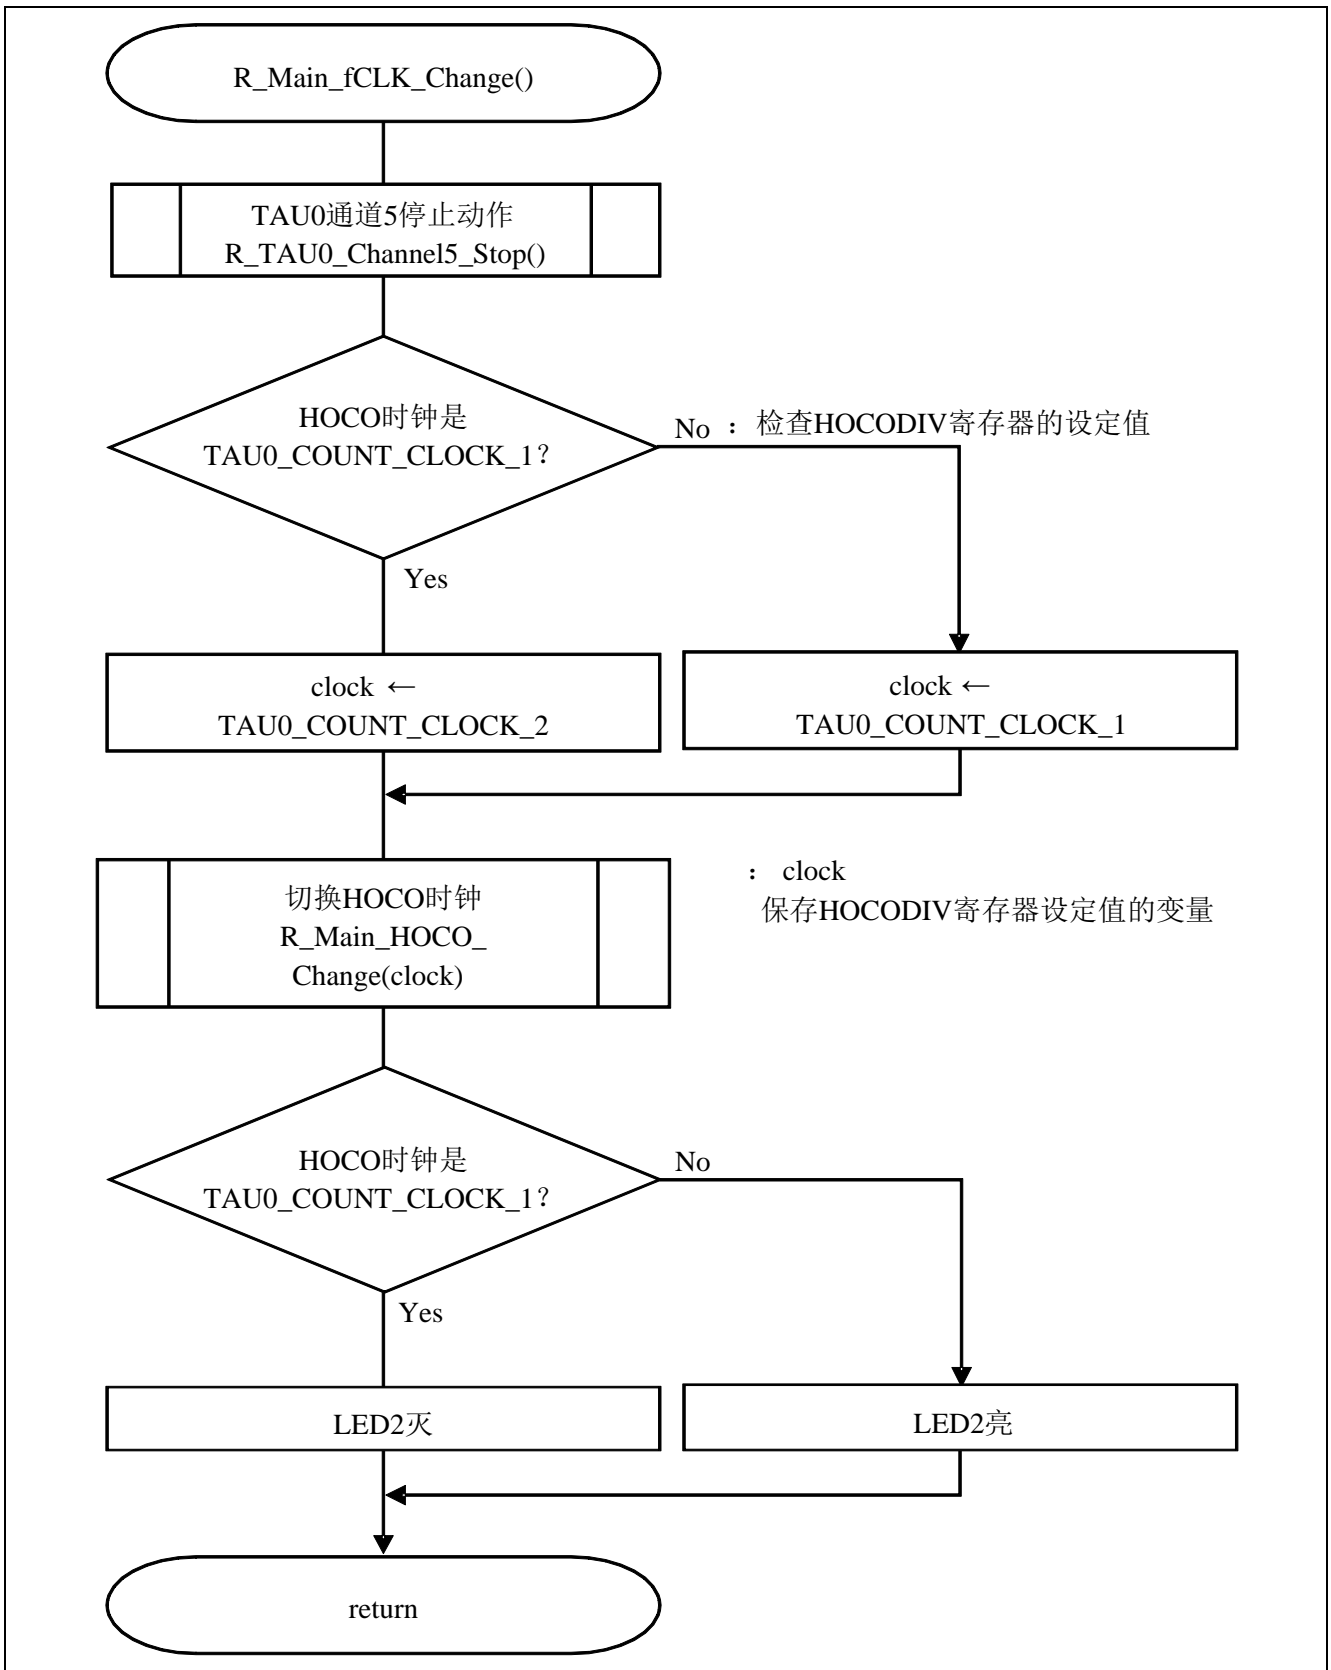 R_Main_fCLK_Change()
TAU0通道5停止动作
R_TAU0_Channel5_Stop()
HOCO时钟是
TAU0_COUNT_CLOCK_1？
No ：检查HOCODIV寄存器的设定值
Yes
clock ←
TAU0_COUNT_CLOCK_2
clock ←
TAU0_COUNT_CLOCK_1
切换HOCO时钟
R_Main_HOCO_
Change(clock)
： clock
保存HOCODIV寄存器设定值的变量
HOCO时钟是
TAU0_COUNT_CLOCK_1？
No
Yes
LED2灭
LED2亮
return